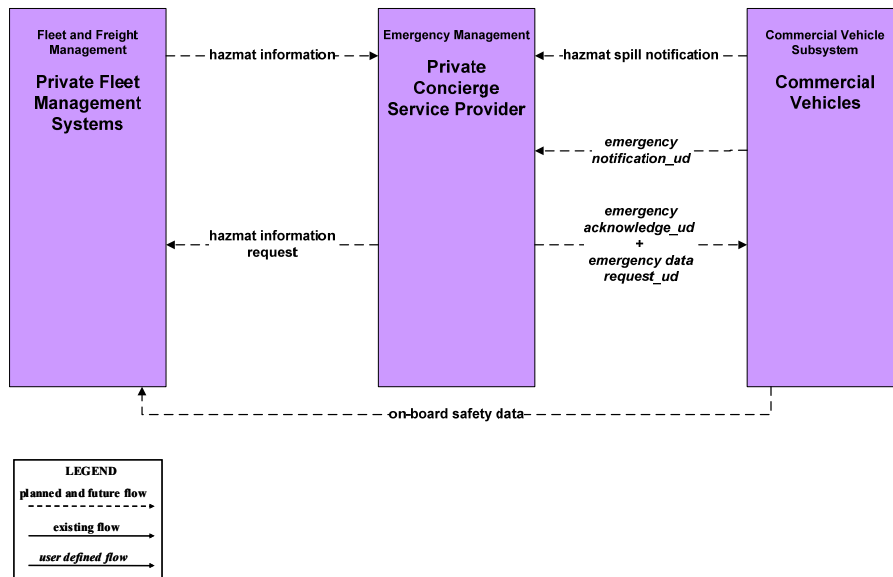 Fleet and Freight
Management
Private Fleet
Management
Systems
hazmat information
Emergency Management
Private
Concierge
Service Provider
hazmat spill notification
Commercial Vehicle
Subsystem
Commercial
Vehicles
emergency
notification_ud
hazmat information
request
emergency
acknowledge_ud
+
emergency data
request_ud
on-board safety data
LEGEND
planned and future flow
existing flow
user defined flow